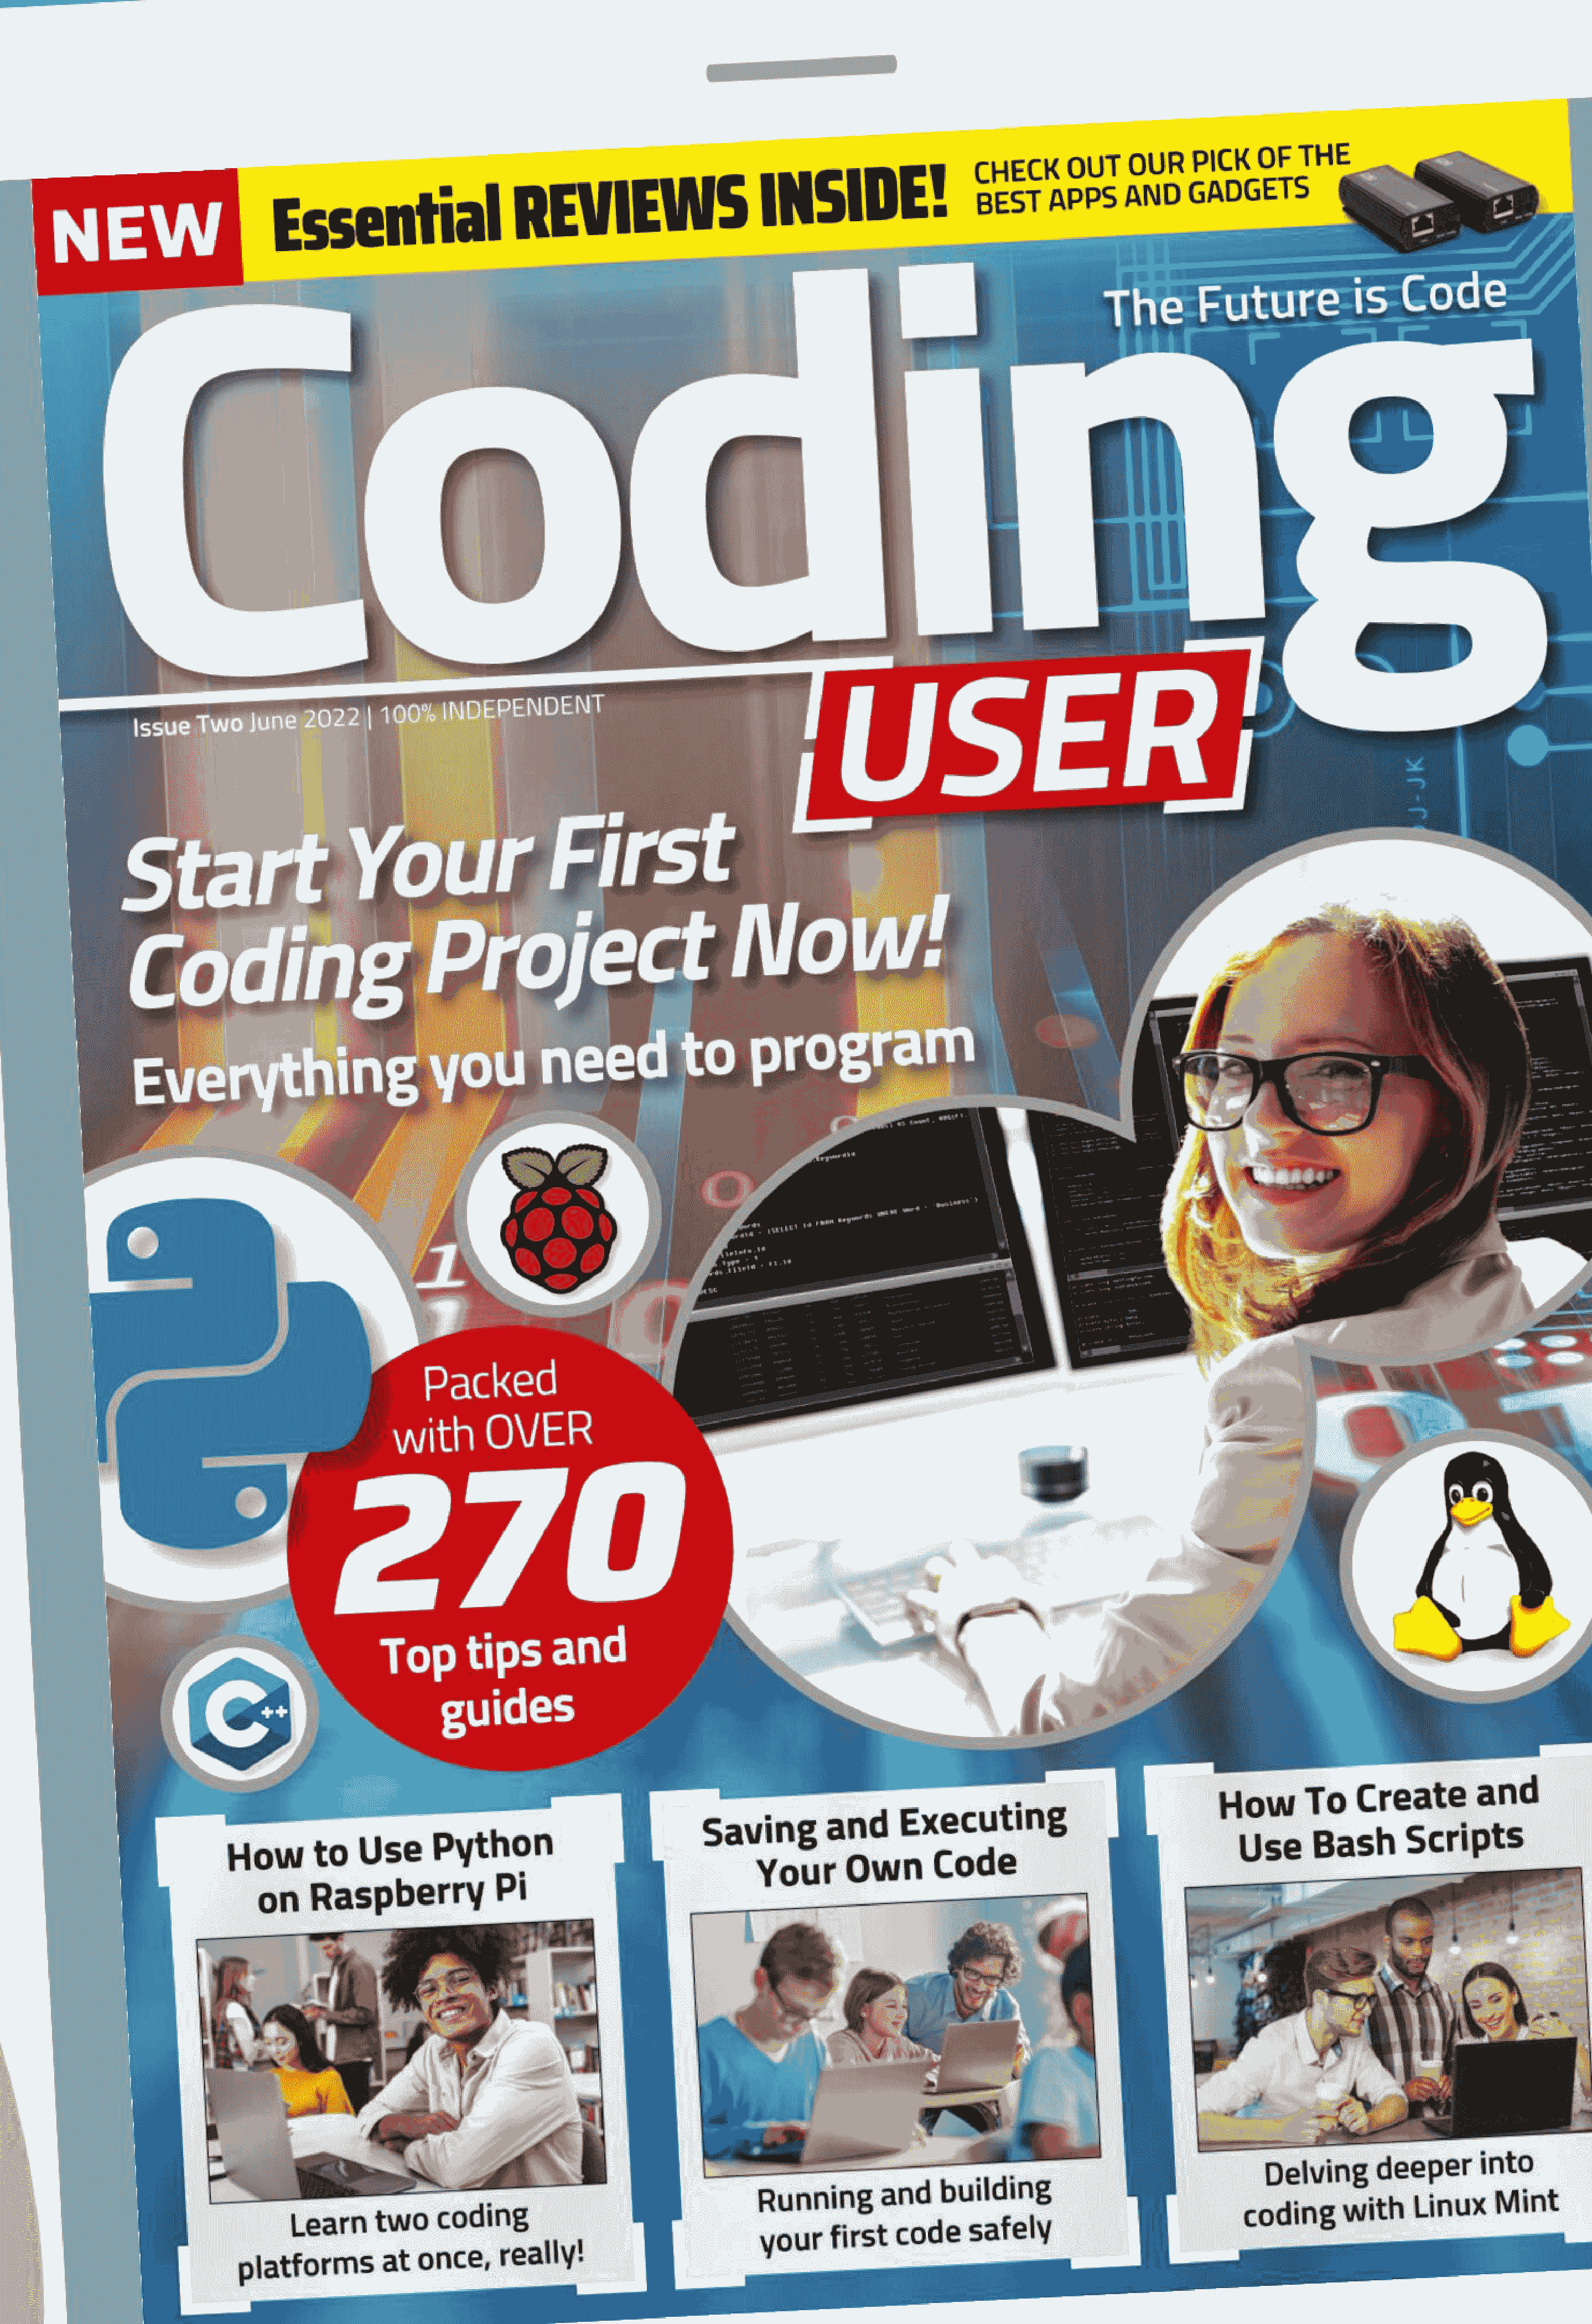 NEW
Essential REVIEWS INSIDE!
CHECK OUT OUR PICK OF THE
BEST APPS AND GADGETS
The Future is Code
Coding
USER
Issue Two June 2022 | 100% INDEPENDENT
Start Your First
Coding Project Now!
Everything you need to program
Packed
with OVER
270
Top tips and
guides
C++
How to Use Python
on Raspberry Pi
Learn two coding
platforms at once, really!
Saving and Executing
Your Own Code
Running and building
your first code safely
How To Create and
Use Bash Scripts
Delving deeper into
coding with Linux Mint